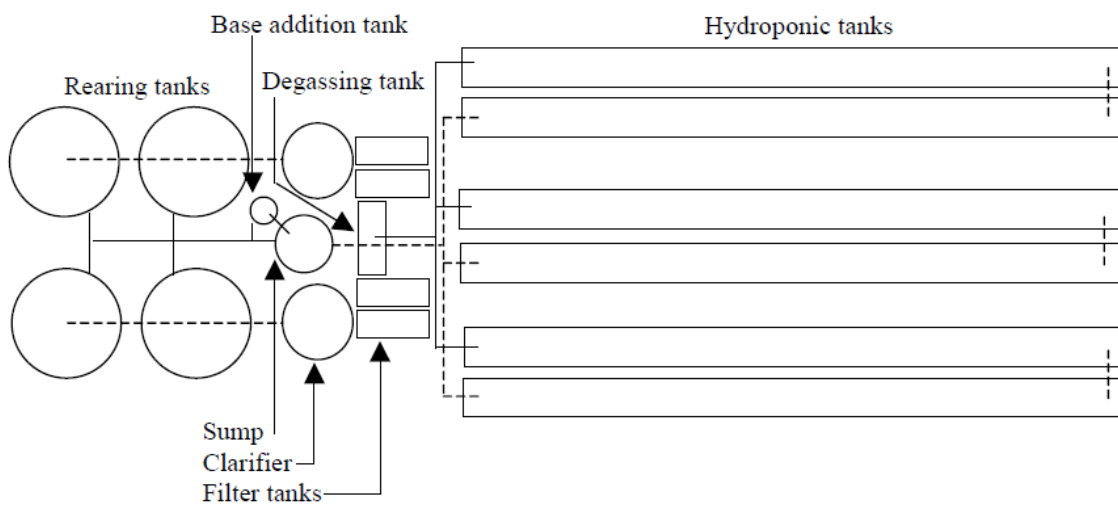 Base addition tank
Hydroponic tanks
Rearing tanks
Degassing tank
Sump
Clarifier
Filter tanks